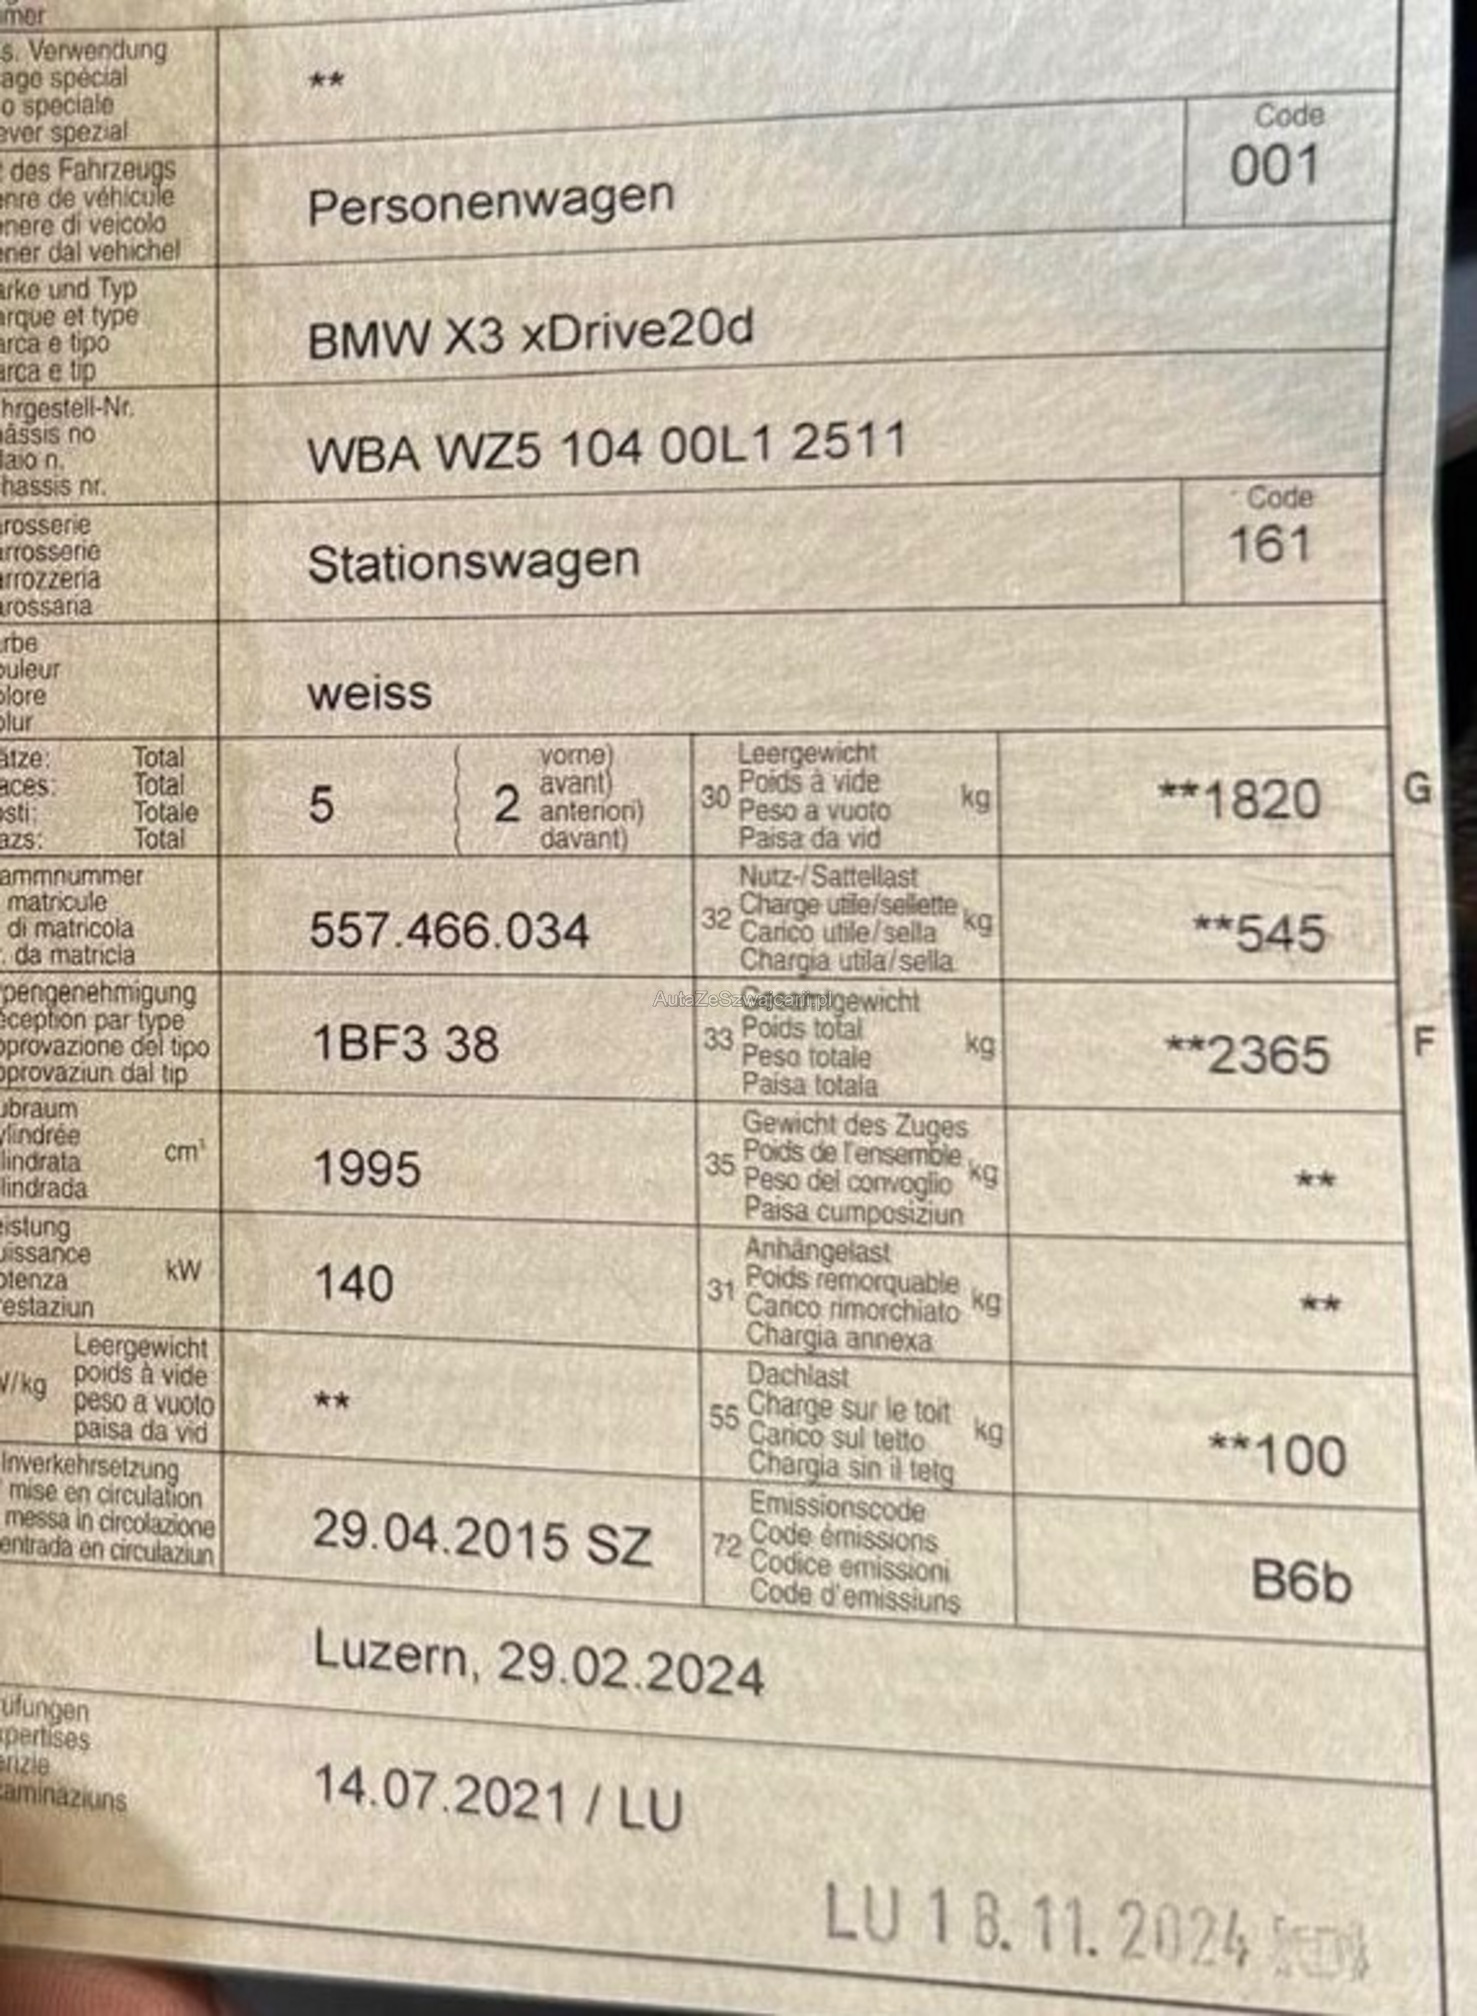 mer
s. Verwendung
age spécial
o speciale
ever spezial
**
des Fahrzeugs
enre de véhicule
enere di veicolo
ener dal vehichel
Personenwagen
Code
001
arke und Typ
arque et type
arca e tipo
arca e tip
BMW X3 xDrive20d
hrgestell-Nr.
hâssis no
laio n.
hassis nr.
WBA WZ5 104 00L1 2511
rosserie
arrosserie
arrozzeria
arossaria
Stationswagen
Code
161
rbe
ouleur
olore
olur
weiss
ätze: Total
aces: Total
osti: Totale
azs: Total
5
2
vorne)
avant)
anteriori)
davant)
30
Leergewicht
Poids à vide
Peso a vuoto
Paisa da vid
kg
**1820
G
ammnummer
matricule
di matricola
. da matricla
557.466.034
32
Nutz-/Sattellast
Charge utile/sellette
Carico utile/sella
Chargia utila/sella
kg
**545
pengenehmigung
éception par type
pprovazione del tipo
pprovaziun dal tip
1BF3 38
AutaZeSzwajcarii.pl
33
Gesamtgewicht
Poids total
Peso totale
Paisa totala
kg
**2365
F
ubraum
ylindrée
lindrata
lindrada
cm³
1995
35
Gewicht des Zuges
Poids de l'ensemble
Peso del convoglio
Paisa cumposiziun
kg
**
eistung
uissance
otenza
restaziun
kW
140
31
Anhängelast
Poids remorquable
Carico rimorchiato
Chargia annexa
kg
**
W/kg
Leergewicht
poids à vide
peso a vuoto
paisa da vid
**
55
Dachlast
Charge sur le toit
Carico sul tetto
Chargia sin il tetg
kg
**100
Inverkehrsetzung
mise en circulation
messa in circolazione
entrada en circulaziun
29.04.2015 SZ
72
Emissionscode
Code émissions
Codice emissioni
Code d'emissiuns
B6b
Luzern, 29.02.2024
üfungen
xpertises
erizie
aminaziuns
14.07.2021 / LU
LU 18.11.2024